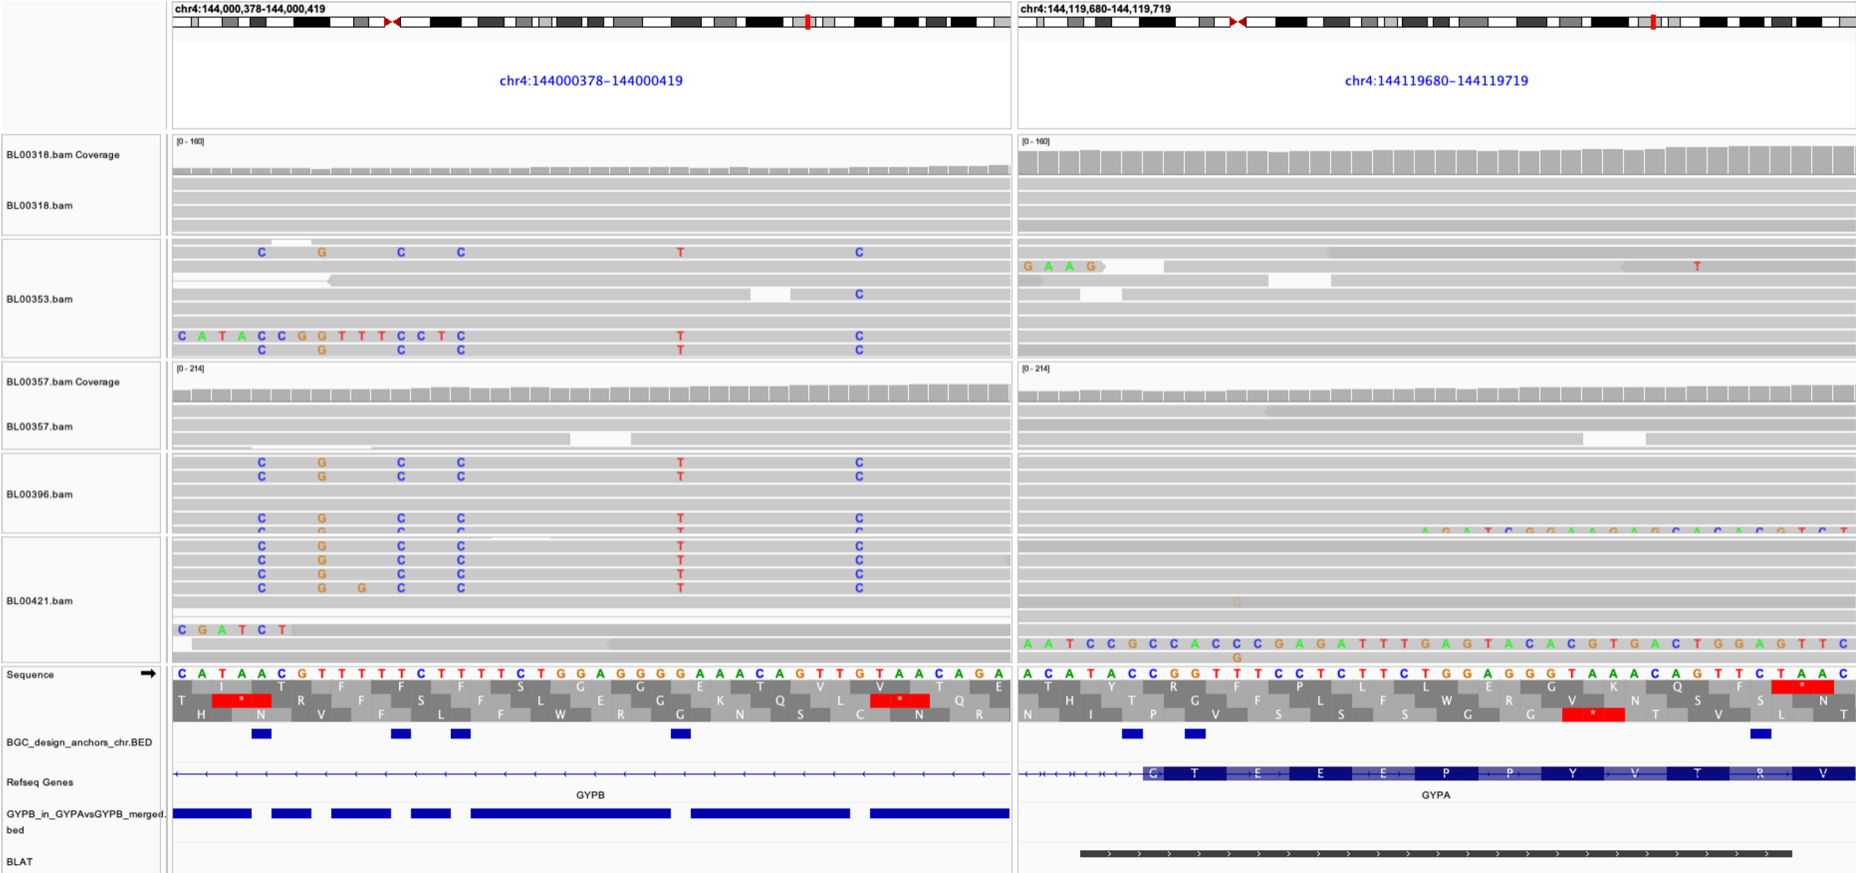 chr4:144,000,378-144,000,419
chr4:144,119,680-144,119,719
chr4:144000378-144000419
chr4:144119680-144119719
BL00318.bam Coverage
[0 - 160]
[0 - 160]
BL00318.bam
BL00353.bam
C G C C T C
G A A G T
C
C A T A C C G G T T T C C T C T C
C G C C T C
BL00357.bam Coverage
[0 - 214]
[0 - 214]
BL00357.bam
BL00396.bam
C G C C T C
C G C C T C
C G C C T C
C G C C T C
A G A T C G G A A G A G C A C A C G T C T
BL00421.bam
C G C C T C
C G C C T C
C G C C T C
C G G C C T C
G
C G A T C T
A A T C C G C C A C C C G A G A T T T G A G T A C A C G T G A C T G G A G T T C
G
Sequence
C A T A A C G T T T T T C T T T T C T G G A G G G G A A A C A G T T G T A A C A G A
A C A T A C C G G T T T C C T C T T C T G G A G G G T A A A C A G T T C T A A C
I T F F F S G G E T V V T E
T Y R F P L L E G K Q F *
T * R F S F L E G K Q L * Q
H T G F L F W R V N S S N
H N V F L F W R G N S C N R
N I P V S S S G G * T V L T
BGC_design_anchors_chr.BED
Refseq Genes
GYPB
G T E E E P P Y V T R V
GYPA
GYPB_in_GYPAvsGYPB_merged.
bed
BLAT